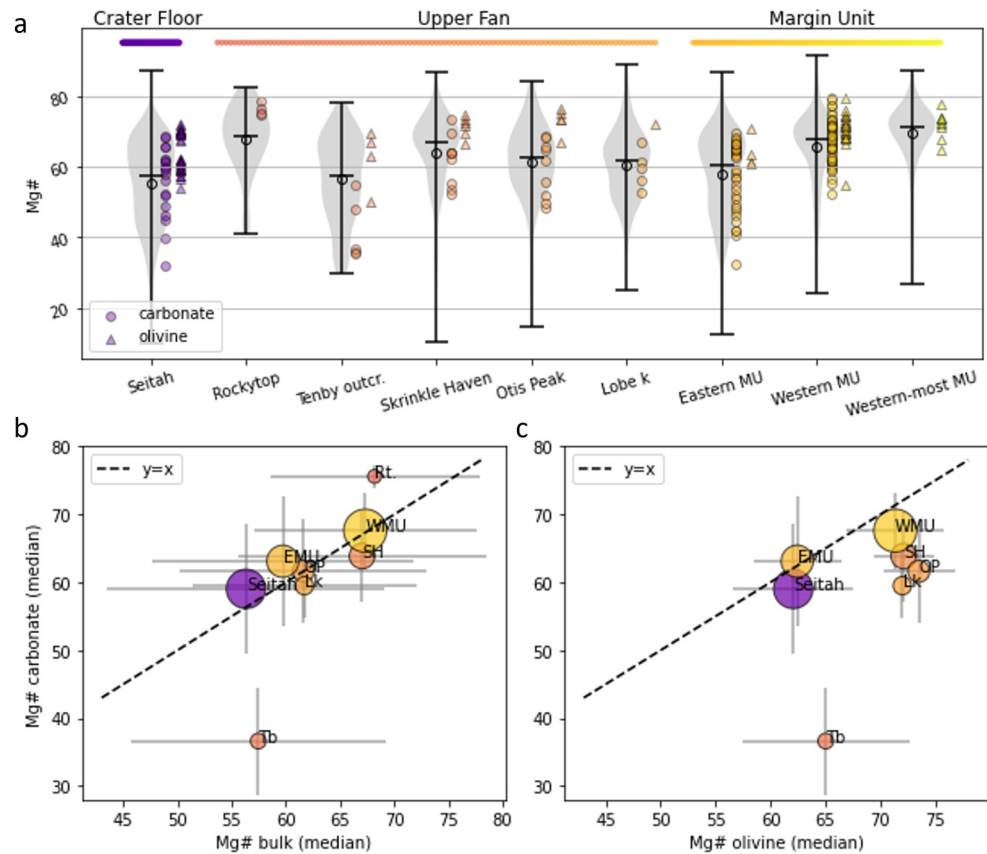 a
Crater Floor Upper Fan Margin Unit
Mg#
80
60
40
20
carbonate
olivine
Seitah Rockytop Tenby outcr. Skrinkle Haven Otis Peak Lobe k Eastern MU Western MU Western-most MU
b
y=x
Mg# carbonate (median)
80
70
60
50
40
30
Rt.
WMU
SH
EMU
OP
Lk
Seitah
Tb
45 50 55 60 65 70 75 80
Mg# bulk (median)
c
y=x
80
70
60
50
40
30
WMU
SH
OP
EMU
Lk
Seitah
Tb
45 50 55 60 65 70 75
Mg# olivine (median)